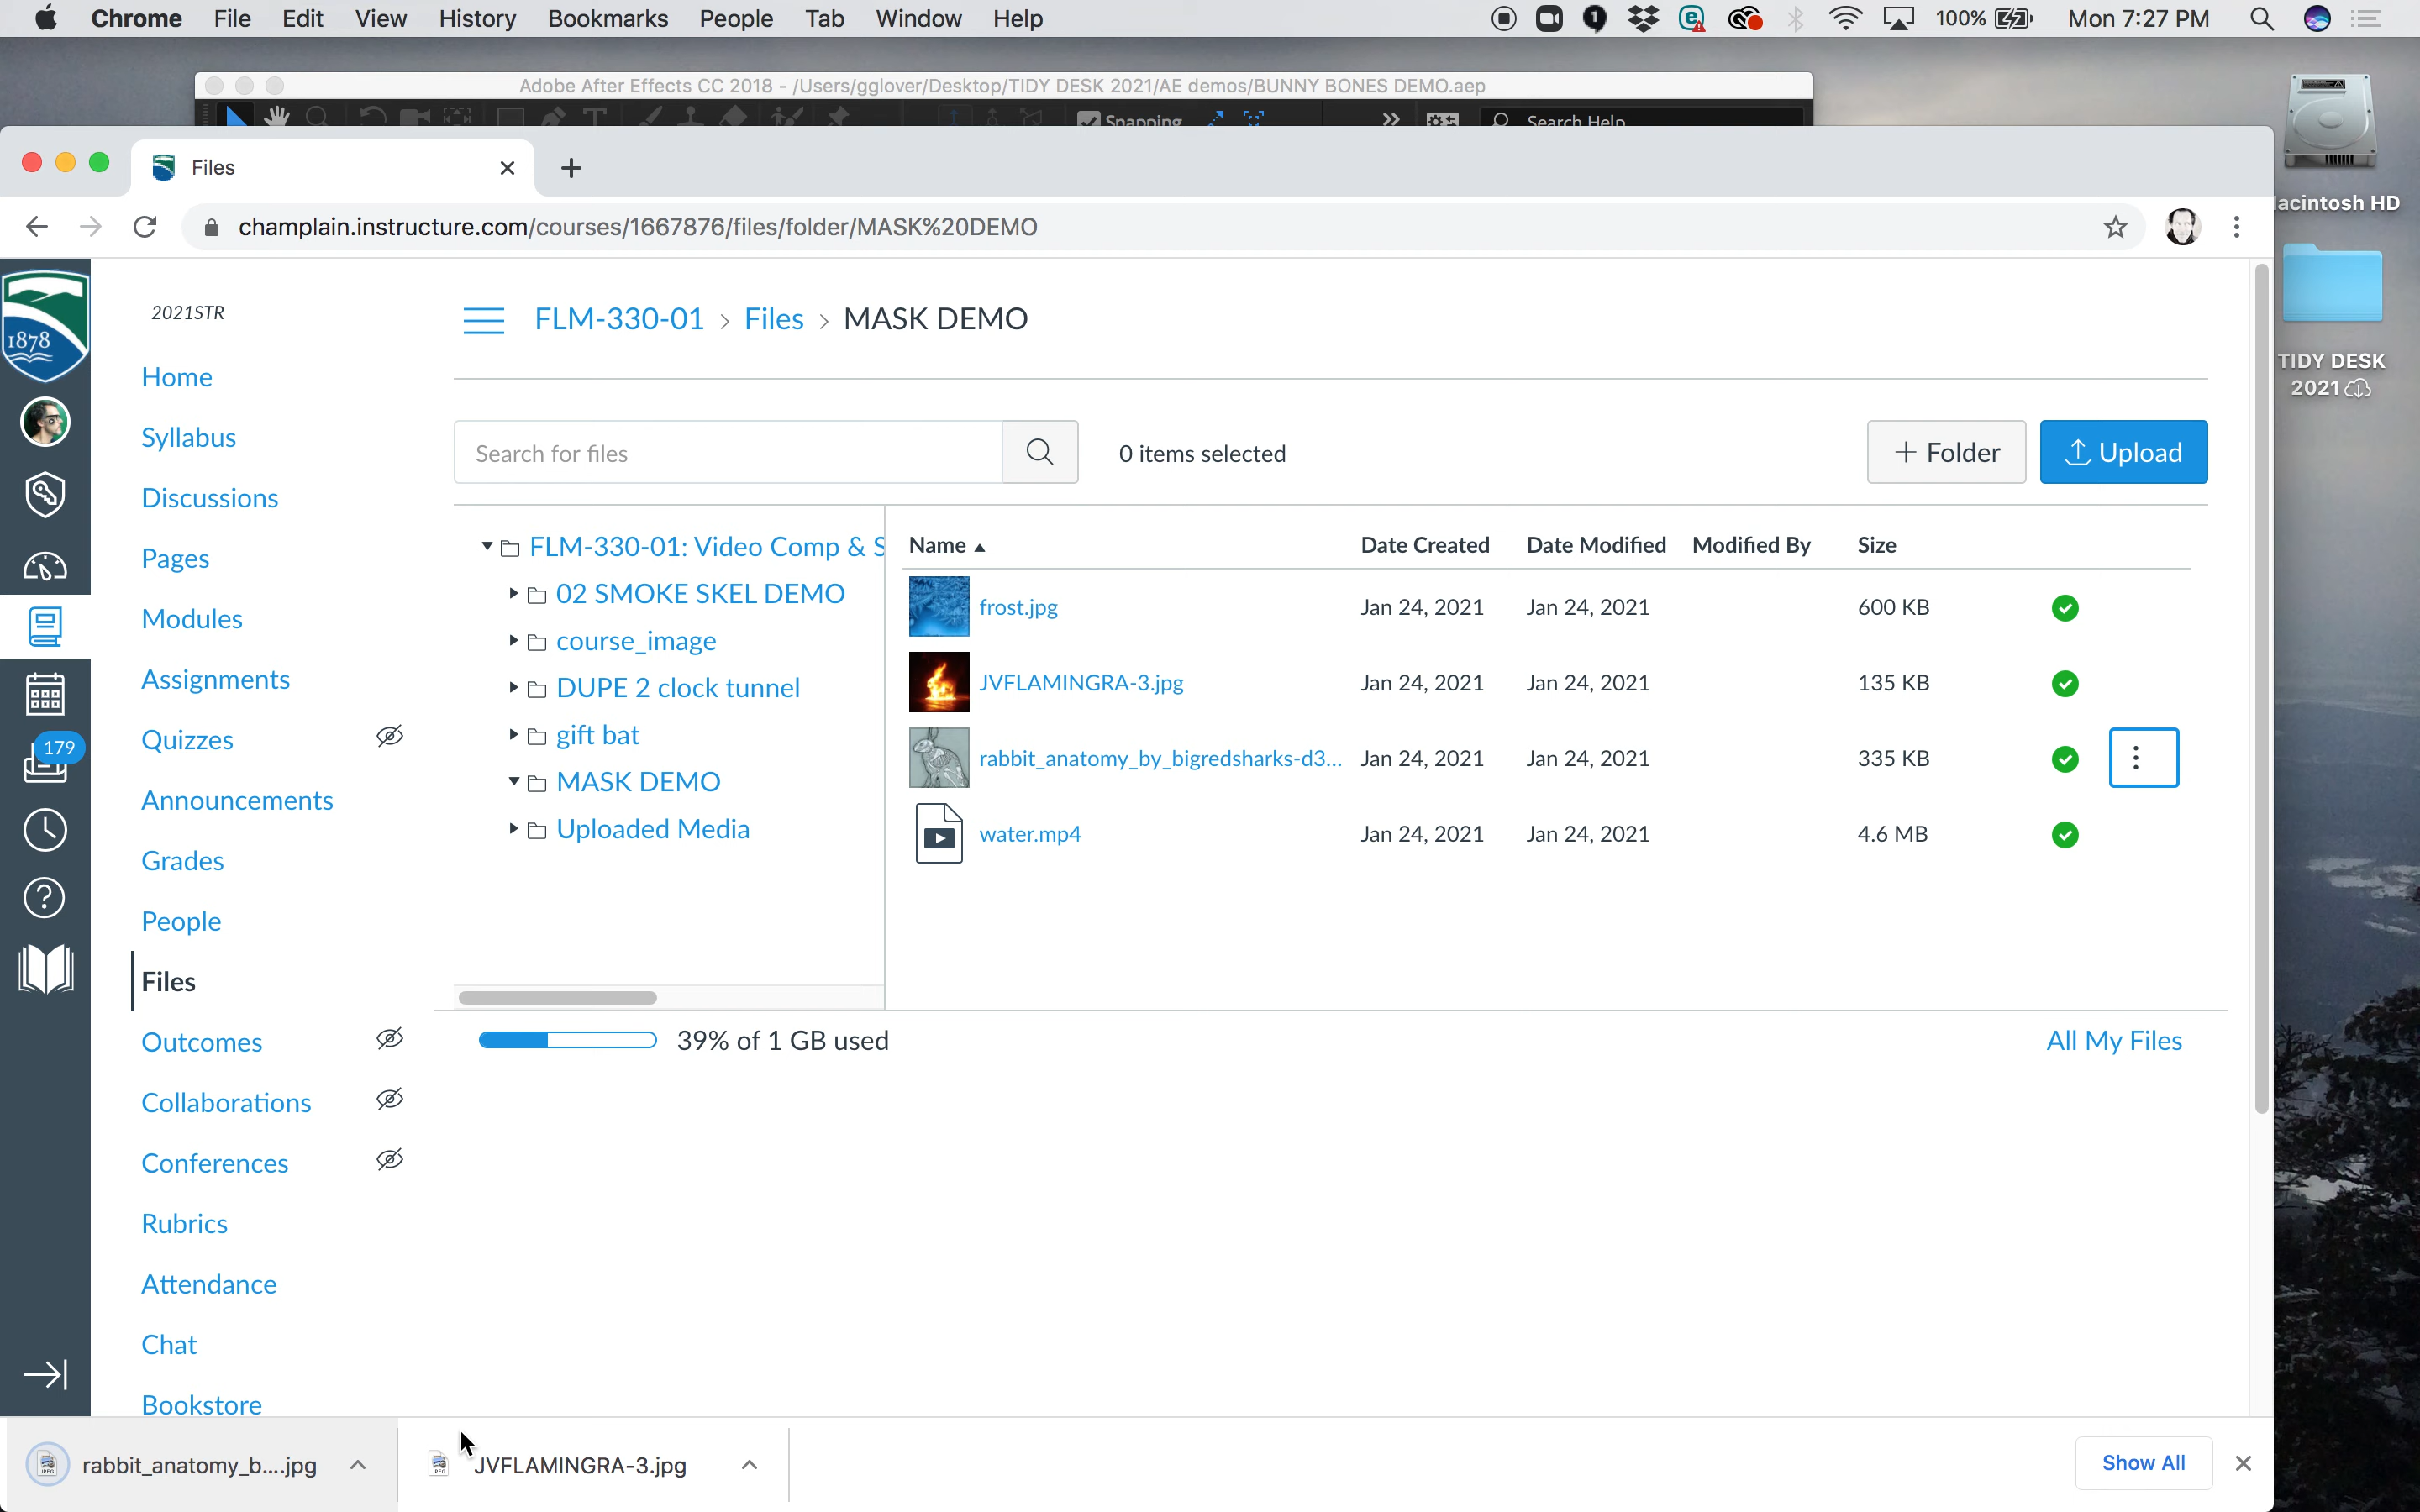 Chrome File Edit View History Bookmarks People Tab Window Help
1 100% Mon 7:27 PM
Adobe After Effects CC 2018 - /Users/gglover/Desktop/TIDY DESK 2021/AE demos/BUNNY BONES DEMO.aep
Snapping
Search Help
Files
champlain.instructure.com/courses/1667876/files/folder/MASK%20DEMO
acintosh HD
TIDY DESK
2021
1878
179
2021STR
Home
Syllabus
Discussions
Pages
Modules
Assignments
Quizzes
Announcements
Grades
People
Files
Outcomes
Collaborations
Conferences
Rubrics
Attendance
Chat
Bookstore
FLM-330-01 > Files > MASK DEMO
Search for files
0 items selected
+ Folder
Upload
FLM-330-01: Video Comp & S
02 SMOKE SKEL DEMO
course_image
DUPE 2 clock tunnel
gift bat
MASK DEMO
Uploaded Media
Name Date Created Date Modified Modified By Size
frost.jpg Jan 24, 2021 Jan 24, 2021 600 KB
JVFLAMINGRA-3.jpg Jan 24, 2021 Jan 24, 2021 135 KB
rabbit_anatomy_by_bigredsharks-d3... Jan 24, 2021 Jan 24, 2021 335 KB
water.mp4 Jan 24, 2021 Jan 24, 2021 4.6 MB
39% of 1 GB used
All My Files
JPEG rabbit_anatomy_b....jpg
JPEG JVFLAMINGRA-3.jpg
Show All